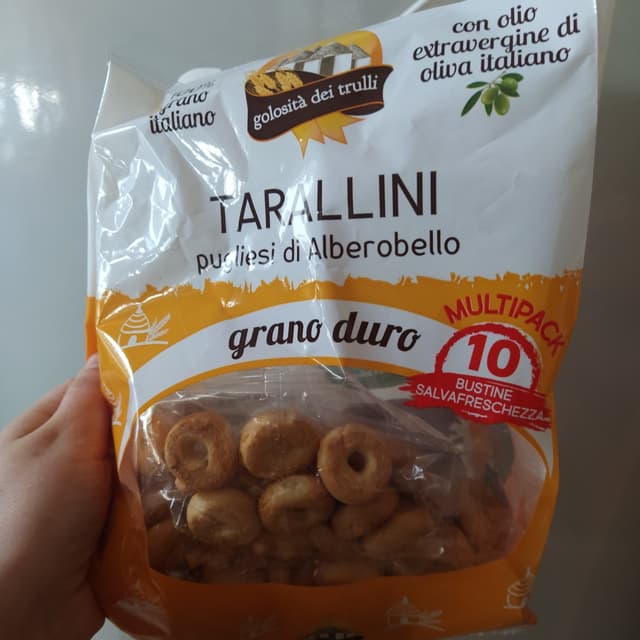 grano
italiano
golosità dei trulli
con olio
extravergine di
oliva italiano
TARALLINI
pugliesi di Alberobello
grano duro
MULTIPACK
10
BUSTINE
SALVAFRESCHEZZA